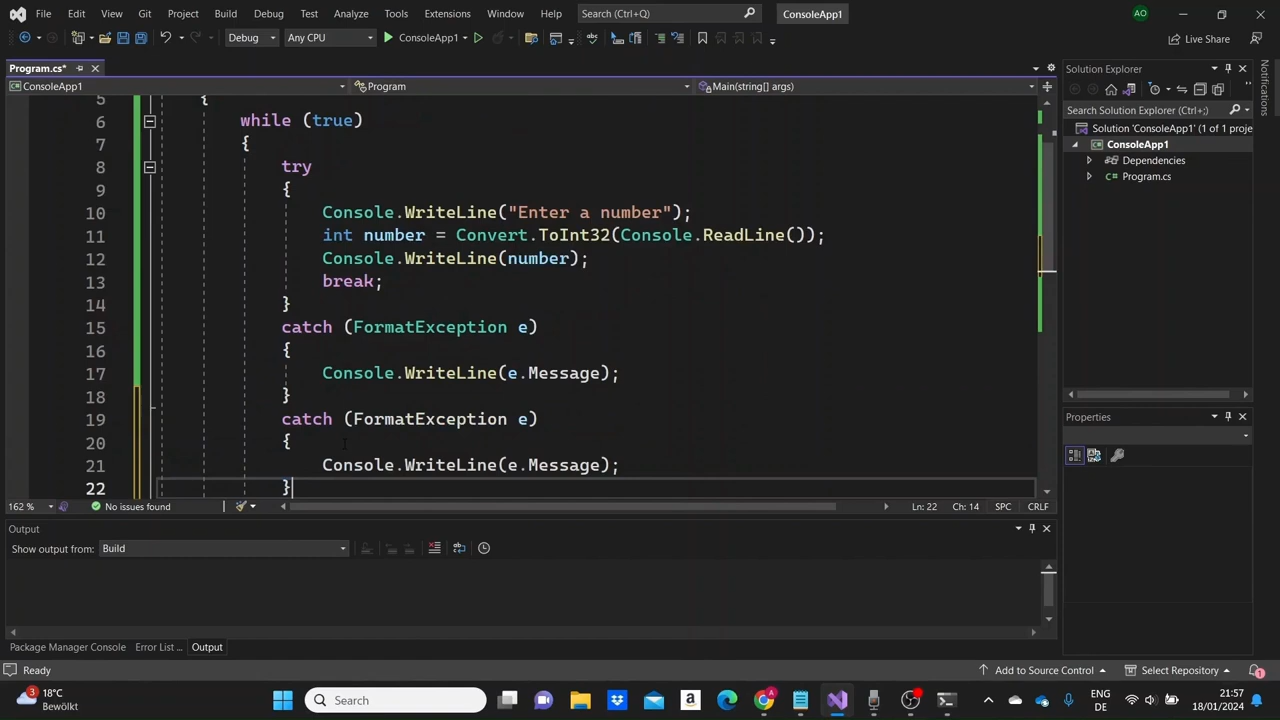 File Edit View Git Project Build Debug Test Analyze Tools Extensions Window Help Search (Ctrl+Q) ConsoleApp1 AO
Debug Any CPU ConsoleApp1 Live Share
Program.cs*
ConsoleApp1 Program Main(string[] args)
5 {
6 while (true)
7 {
8 try
9 {
10 Console.WriteLine("Enter a number");
11 int number = Convert.ToInt32(Console.ReadLine());
12 Console.WriteLine(number);
13 break;
14 }
15 catch (FormatException e)
16 {
17 Console.WriteLine(e.Message);
18 }
19 catch (FormatException e)
20 {
21 Console.WriteLine(e.Message);
22 }
162 % No issues found Ln: 22 Ch: 14 SPC CRLF
Output
Show output from: Build
Package Manager Console Error List ... Output
Solution Explorer
Search Solution Explorer (Ctrl+;)
Solution 'ConsoleApp1' (1 of 1 proje
ConsoleApp1
Dependencies
Program.cs
Properties
Notifications
Ready Add to Source Control Select Repository 1
3 18°C
Bewölkt
Search
ENG
DE
21:57
18/01/2024